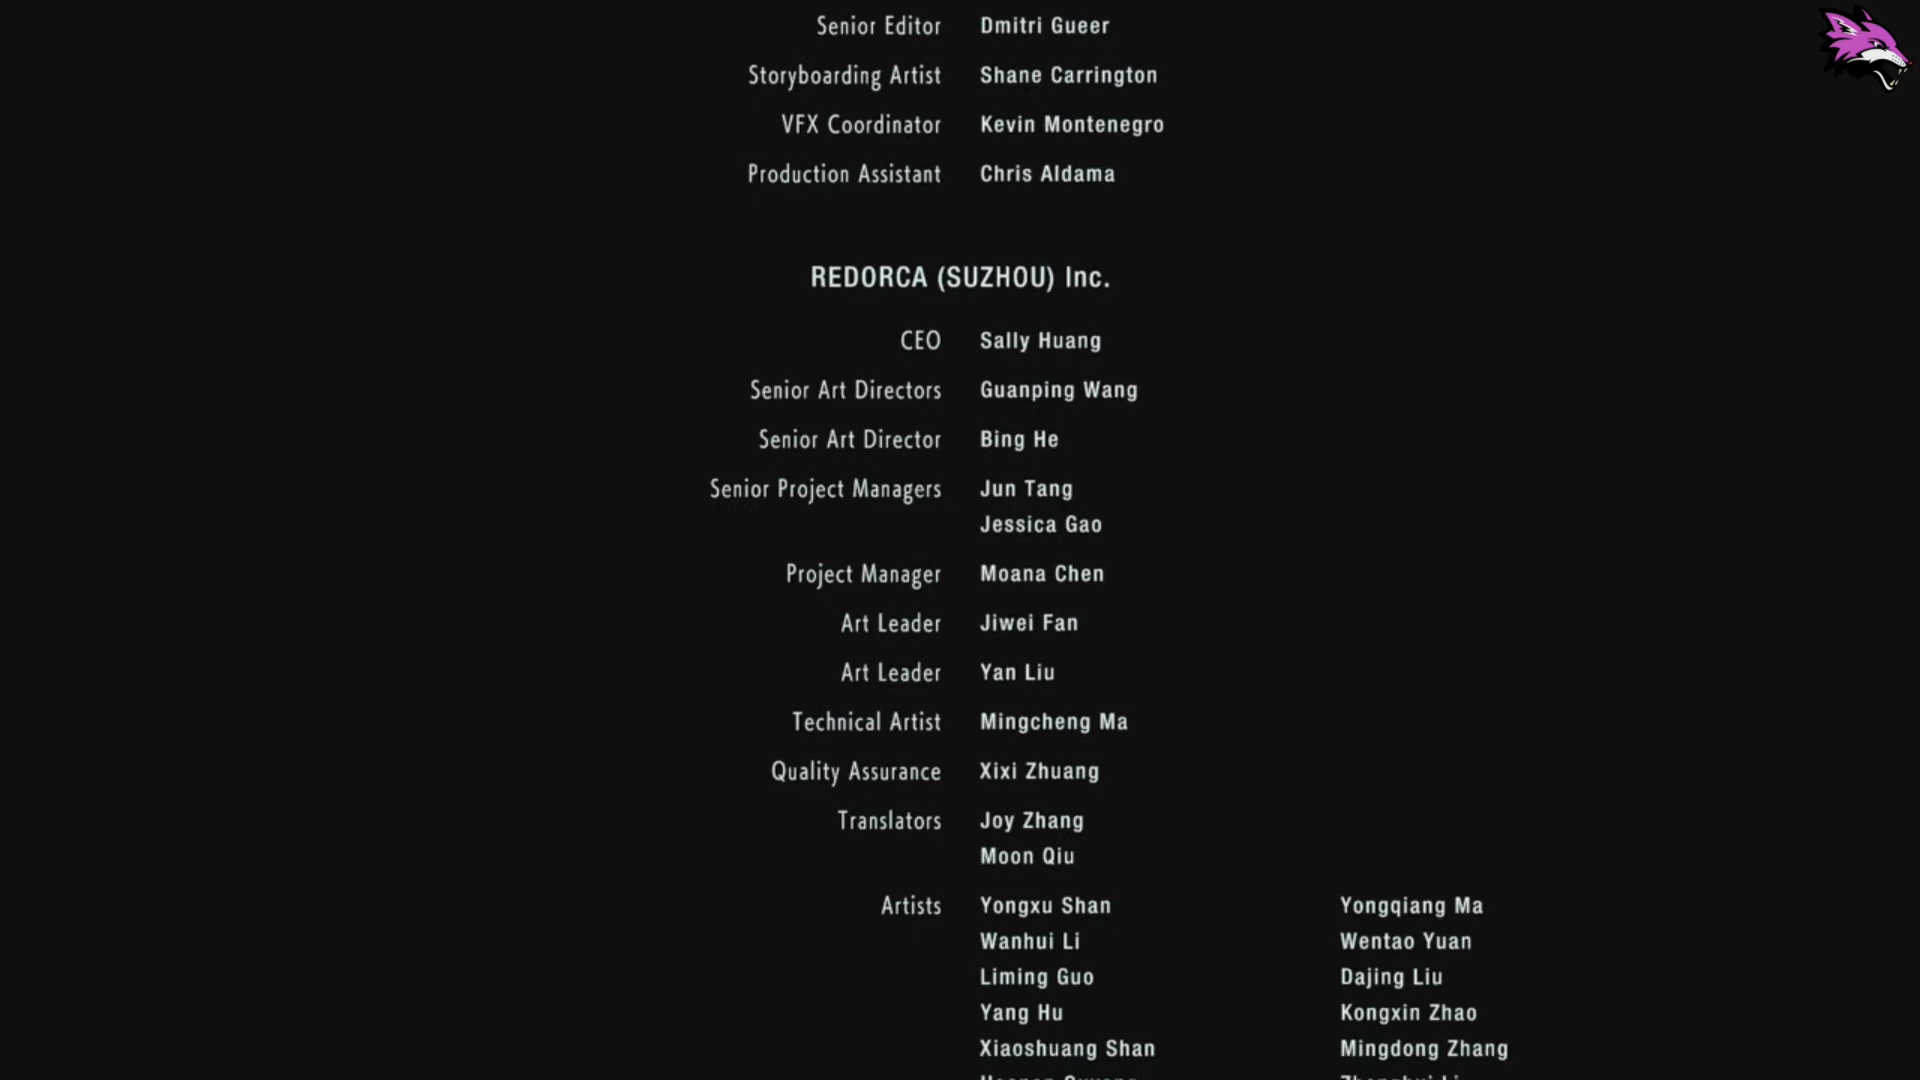 Senior Editor Dmitri Gueer
Storyboarding Artist Shane Carrington
VFX Coordinator Kevin Montenegro
Production Assistant Chris Aldama
REDORCA (SUZHOU) Inc.
CEO Sally Huang
Senior Art Directors Guanping Wang
Senior Art Director Bing He
Senior Project Managers Jun Tang
Jessica Gao
Project Manager Moana Chen
Art Leader Jiwei Fan
Art Leader Yan Liu
Technical Artist Mingcheng Ma
Quality Assurance Xixi Zhuang
Translators Joy Zhang
Moon Qiu
Artists Yongxu Shan Yongqiang Ma
Wanhui Li Wentao Yuan
Liming Guo Dajing Liu
Yang Hu Kongxin Zhao
Xiaoshuang Shan Mingdong Zhang